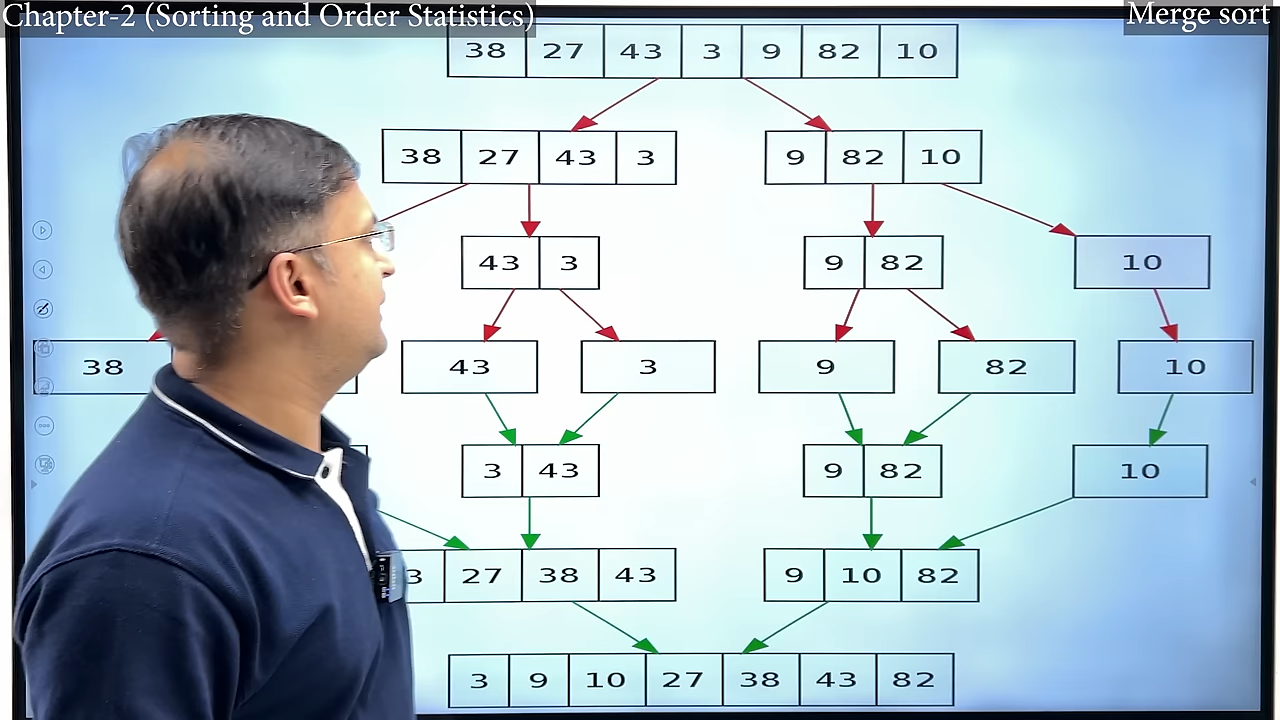 Chapter-2 (Sorting and Order Statistics)
Merge sort
38 27 43 3 9 82 10
38 27 43 3
9 82 10
43 3
9 82
10
38
43
3
9
82
10
3 43
9 82
10
3 27 38 43
9 10 82
3 9 10 27 38 43 82